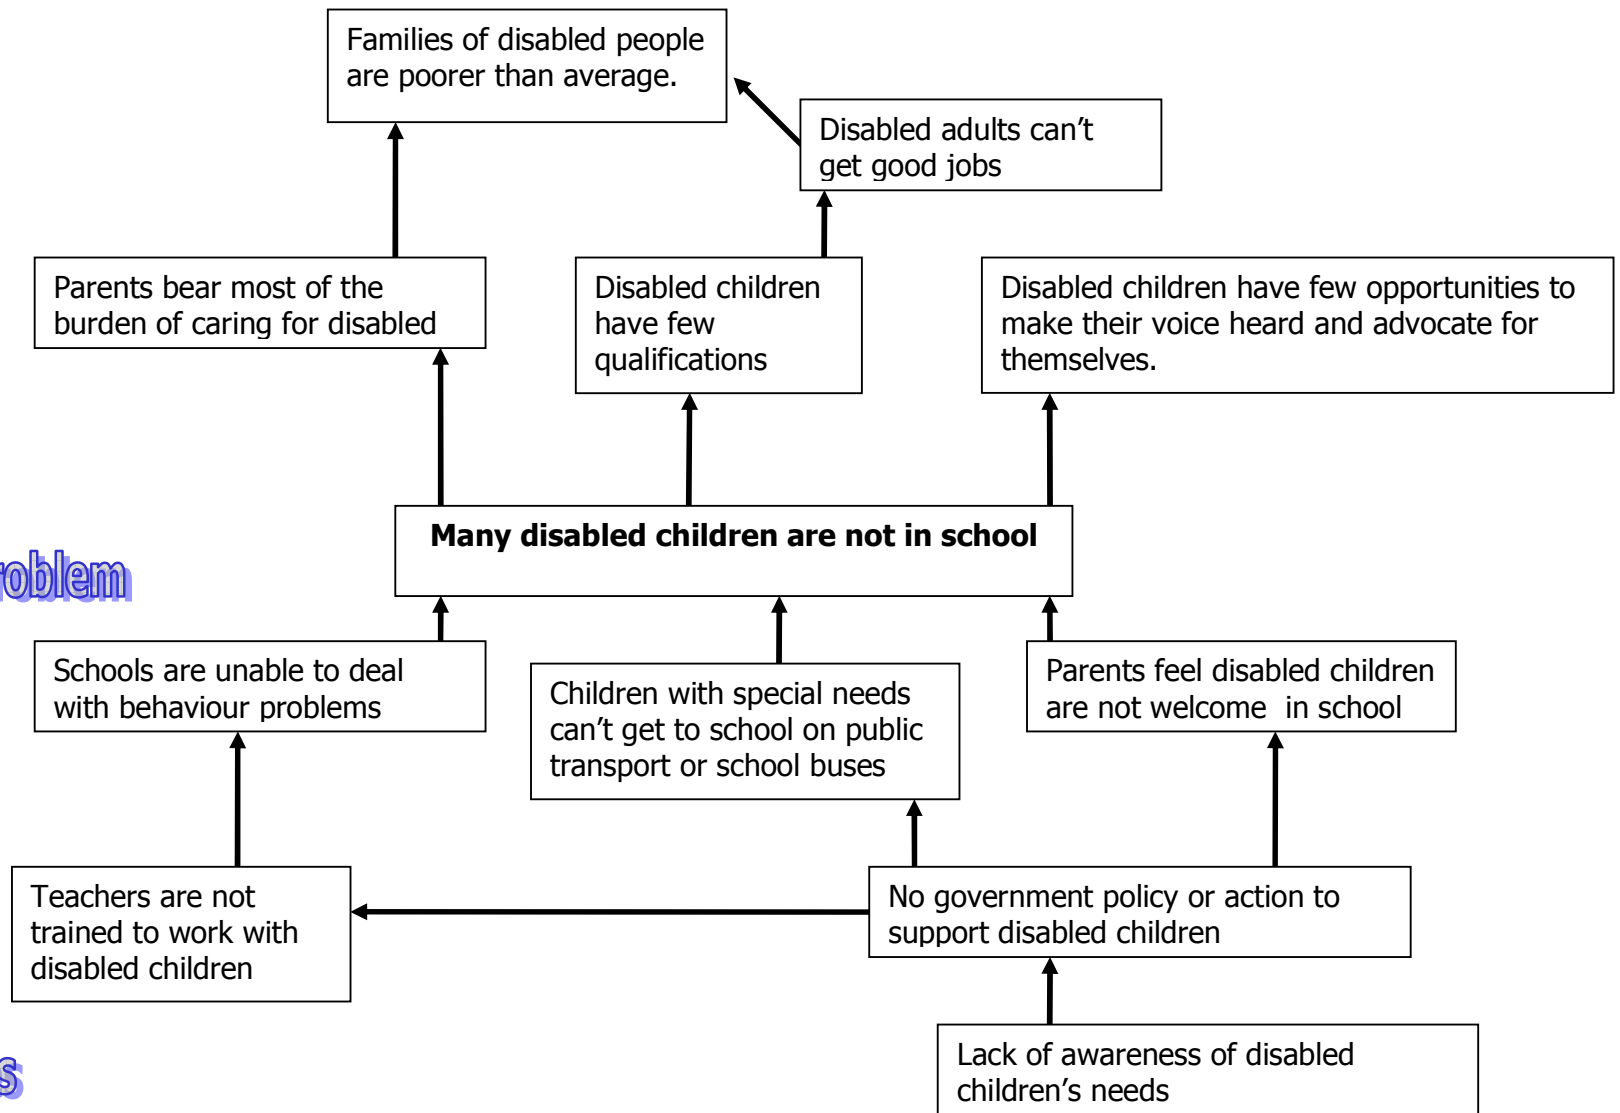 Families of disabled people
are poorer than average.
Disabled adults can't
get good jobs
Parents bear most of the
burden of caring for disabled
Disabled children
have few
qualifications
Disabled children have few opportunities to
make their voice heard and advocate for
themselves.
Many disabled children are not in school
roblem
Schools are unable to deal
with behaviour problems
Children with special needs
can't get to school on public
transport or school buses
Parents feel disabled children
are not welcome  in school
Teachers are not
trained to work with
disabled children
No government policy or action to
support disabled children
Lack of awareness of disabled
children's needs
s